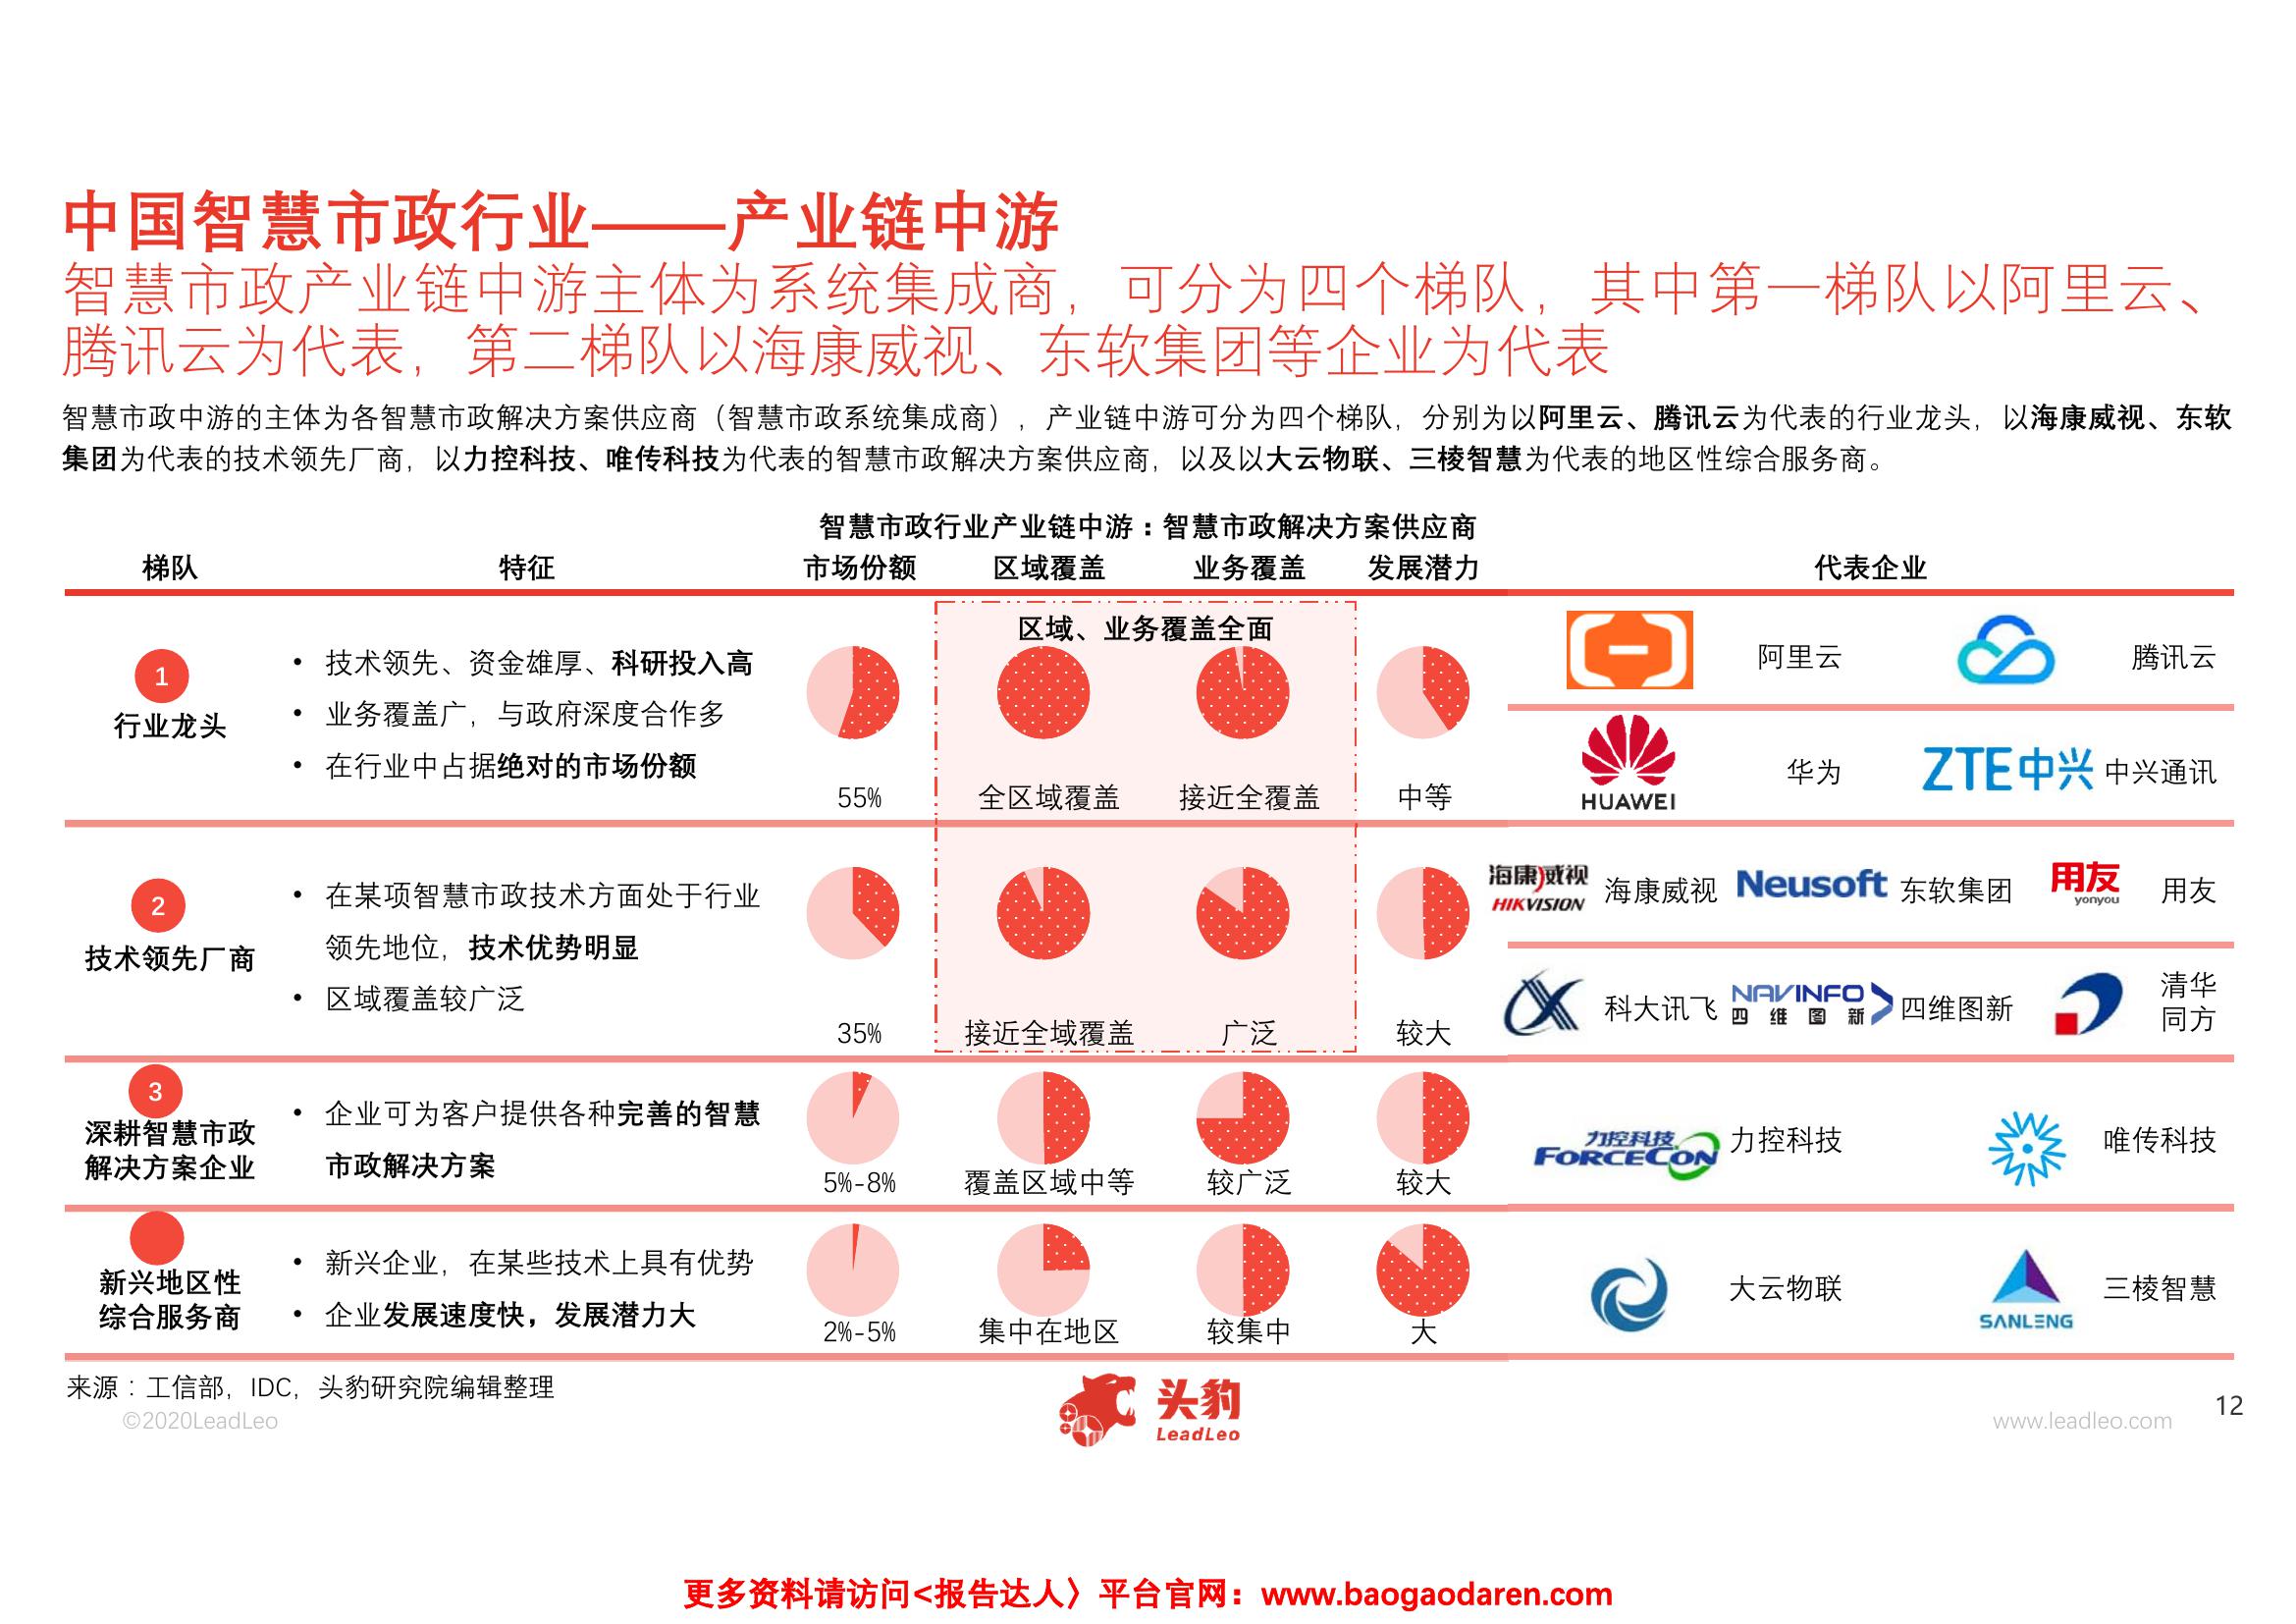 中国智慧市政行业——产业链中游
智慧市政产业链中游主体为系统集成商，可分为四个梯队，其中第一梯队以阿里云、
腾讯云为代表，第二梯队以海康威视、东软集团等企业为代表
智慧市政中游的主体为各智慧市政解决方案供应商（智慧市政系统集成商），产业链中游可分为四个梯队，分别为以阿里云、腾讯云为代表的行业龙头，以海康威视、东软
集团为代表的技术领先厂商，以力控科技、唯传科技为代表的智慧市政解决方案供应商，以及以大云物联、三棱智慧为代表的地区性综合服务商。
智慧市政行业产业链中游：智慧市政解决方案供应商
梯队 特征 市场份额 区域覆盖 业务覆盖 发展潜力 代表企业
区域、业务覆盖全面
1
行业龙头
• 技术领先、资金雄厚、科研投入高
• 业务覆盖广，与政府深度合作多
• 在行业中占据绝对的市场份额
55% 全区域覆盖 接近全覆盖 中等
阿里云 腾讯云
HUAWEI 华为 ZTE中兴 中兴通讯
2
技术领先厂商
• 在某项智慧市政技术方面处于行业
领先地位，技术优势明显
• 区域覆盖较广泛
35% 接近全域覆盖 广泛 较大
海康威视
HIKVISION
海康威视 Neusoft 东软集团
用友
yonyou
用友
科大讯飞
NAVINFO
四维图新
四维图新
清华
同方
3
深耕智慧市政
解决方案企业
• 企业可为客户提供各种完善的智慧
市政解决方案
5%-8% 覆盖区域中等 较广泛 较大
力控科技
FORCECON
力控科技 唯传科技
新兴地区性
综合服务商
• 新兴企业，在某些技术上具有优势
• 企业发展速度快，发展潜力大
2%-5% 集中在地区 较集中 大
大云物联
SANLENG
三棱智慧
来源：工信部，IDC，头豹研究院编辑整理
©2020LeadLeo
头豹
LeadLeo
www.leadleo.com
12
更多资料请访问<报告达人〉平台官网：www.baogaodaren.com